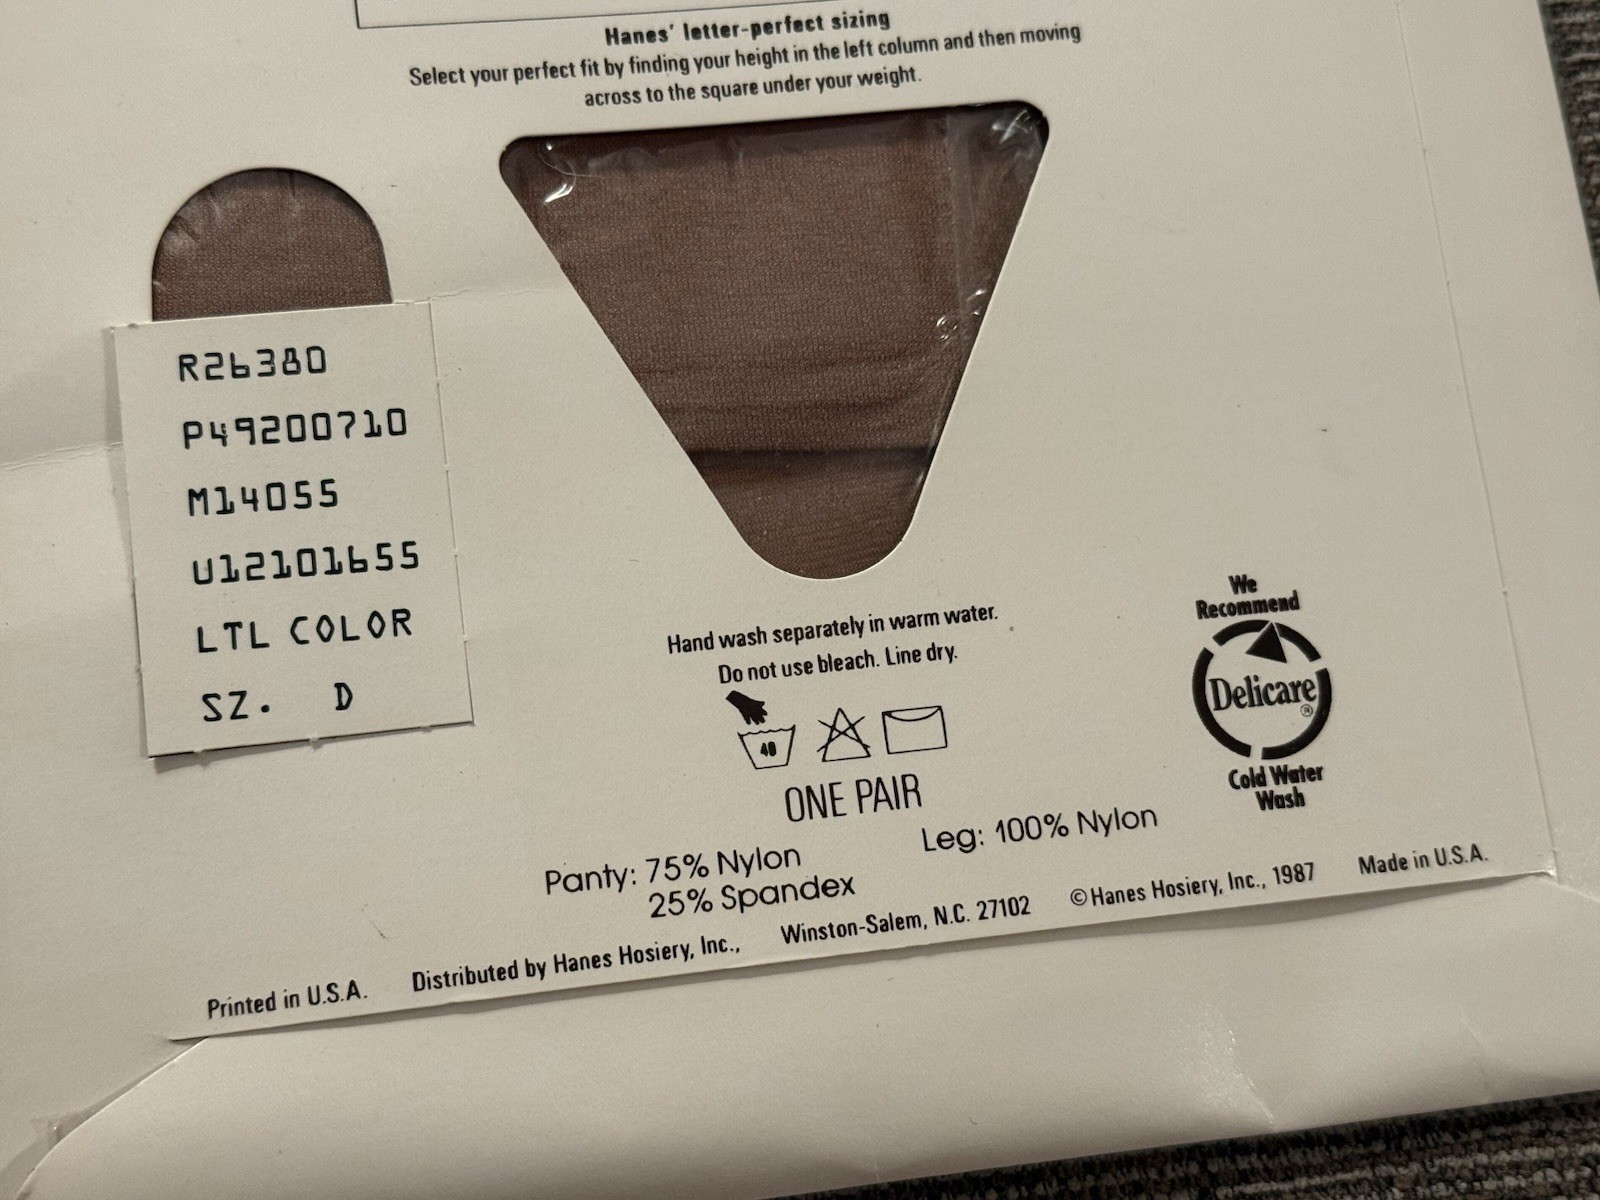 Hanes' letter-perfect sizing
Select your perfect fit by finding your height in the left column and then moving
across to the square under your weight.
R26380
P49200710
M14055
U12101655
LTL COLOR
SZ. D
Hand wash separately in warm water.
Do not use bleach. Line dry.
40
ONE PAIR
Panty: 75% Nylon
25% Spandex
Leg: 100% Nylon
We
Recommend
Delicare®
Cold Water
Wash
Printed in U.S.A. Distributed by Hanes Hosiery, Inc., Winston-Salem, N.C. 27102 ©Hanes Hosiery, Inc., 1987 Made in U.S.A.